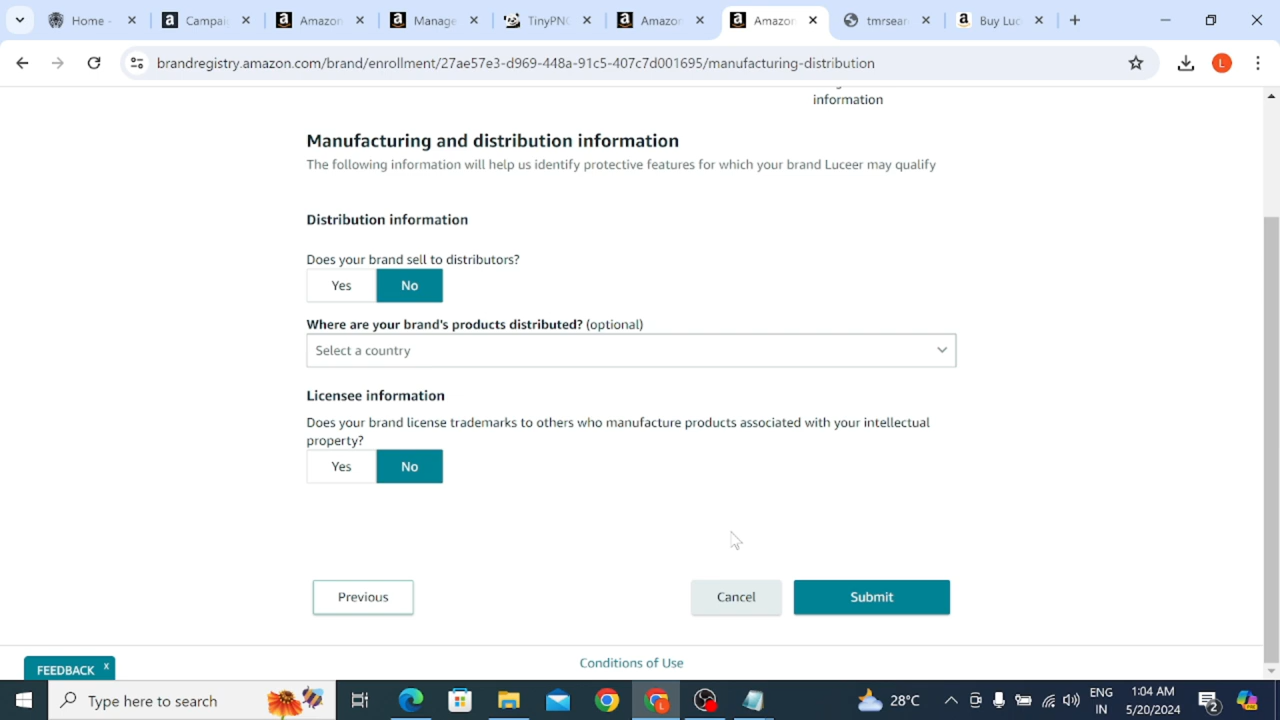 Home -
Campaig
Amazon
Manage
TinyPNG
Amazon
Amazon
tmrsear
Buy Luc
brandregistry.amazon.com/brand/enrollment/27ae57e3-d969-448a-91c5-407c7d001695/manufacturing-distribution
L
information
Manufacturing and distribution information
The following information will help us identify protective features for which your brand Luceer may qualify
Distribution information
Does your brand sell to distributors?
Yes No
Where are your brand's products distributed? (optional)
Select a country
Licensee information
Does your brand license trademarks to others who manufacture products associated with your intellectual
property?
Yes No
Previous Cancel Submit
FEEDBACK x
Conditions of Use
Type here to search
28°C
ENG
IN
1:04 AM
5/20/2024
2